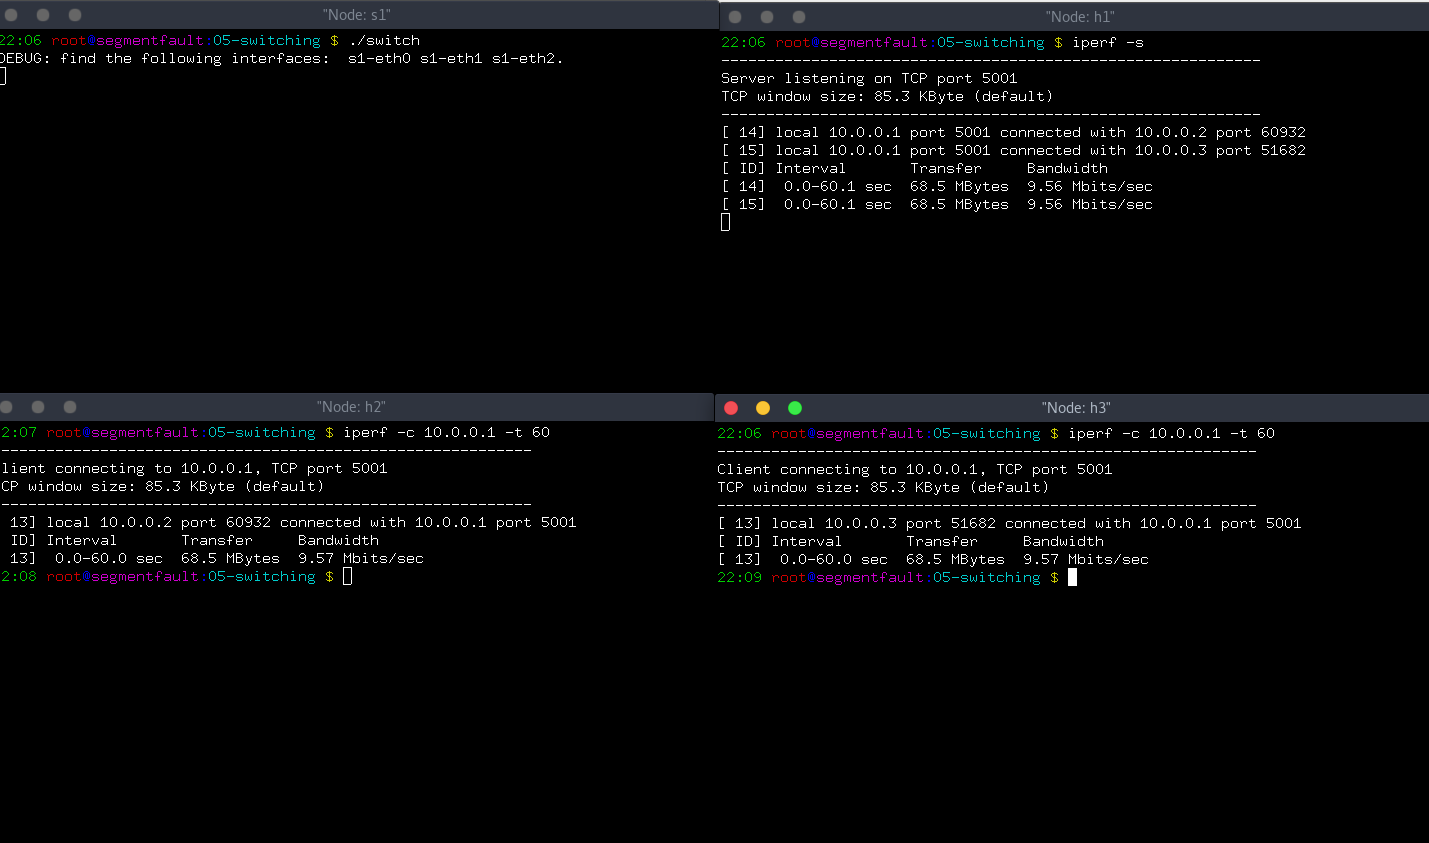 "Node: s1"
22:06 root@segmentfault:05-switching $ ./switch
DEBUG: find the following interfaces:  s1-eth0 s1-eth1 s1-eth2.
"Node: h1"
22:06 root@segmentfault:05-switching $ iperf -s
------------------------------------------------------------
Server listening on TCP port 5001
TCP window size: 85.3 KByte (default)
------------------------------------------------------------
[ 14] local 10.0.0.1 port 5001 connected with 10.0.0.2 port 60932
[ 15] local 10.0.0.1 port 5001 connected with 10.0.0.3 port 51682
[ ID] Interval       Transfer     Bandwidth
[ 14]  0.0-60.1 sec  68.5 MBytes  9.56 Mbits/sec
[ 15]  0.0-60.1 sec  68.5 MBytes  9.56 Mbits/sec
"Node: h2"
2:07 root@segmentfault:05-switching $ iperf -c 10.0.0.1 -t 60
------------------------------------------------------------
lient connecting to 10.0.0.1, TCP port 5001
CP window size: 85.3 KByte (default)
------------------------------------------------------------
 13] local 10.0.0.2 port 60932 connected with 10.0.0.1 port 5001
 ID] Interval       Transfer     Bandwidth
 13]  0.0-60.0 sec  68.5 MBytes  9.57 Mbits/sec
2:08 root@segmentfault:05-switching $
"Node: h3"
22:06 root@segmentfault:05-switching $ iperf -c 10.0.0.1 -t 60
------------------------------------------------------------
Client connecting to 10.0.0.1, TCP port 5001
TCP window size: 85.3 KByte (default)
------------------------------------------------------------
[ 13] local 10.0.0.3 port 51682 connected with 10.0.0.1 port 5001
[ ID] Interval       Transfer     Bandwidth
[ 13]  0.0-60.0 sec  68.5 MBytes  9.57 Mbits/sec
22:09 root@segmentfault:05-switching $